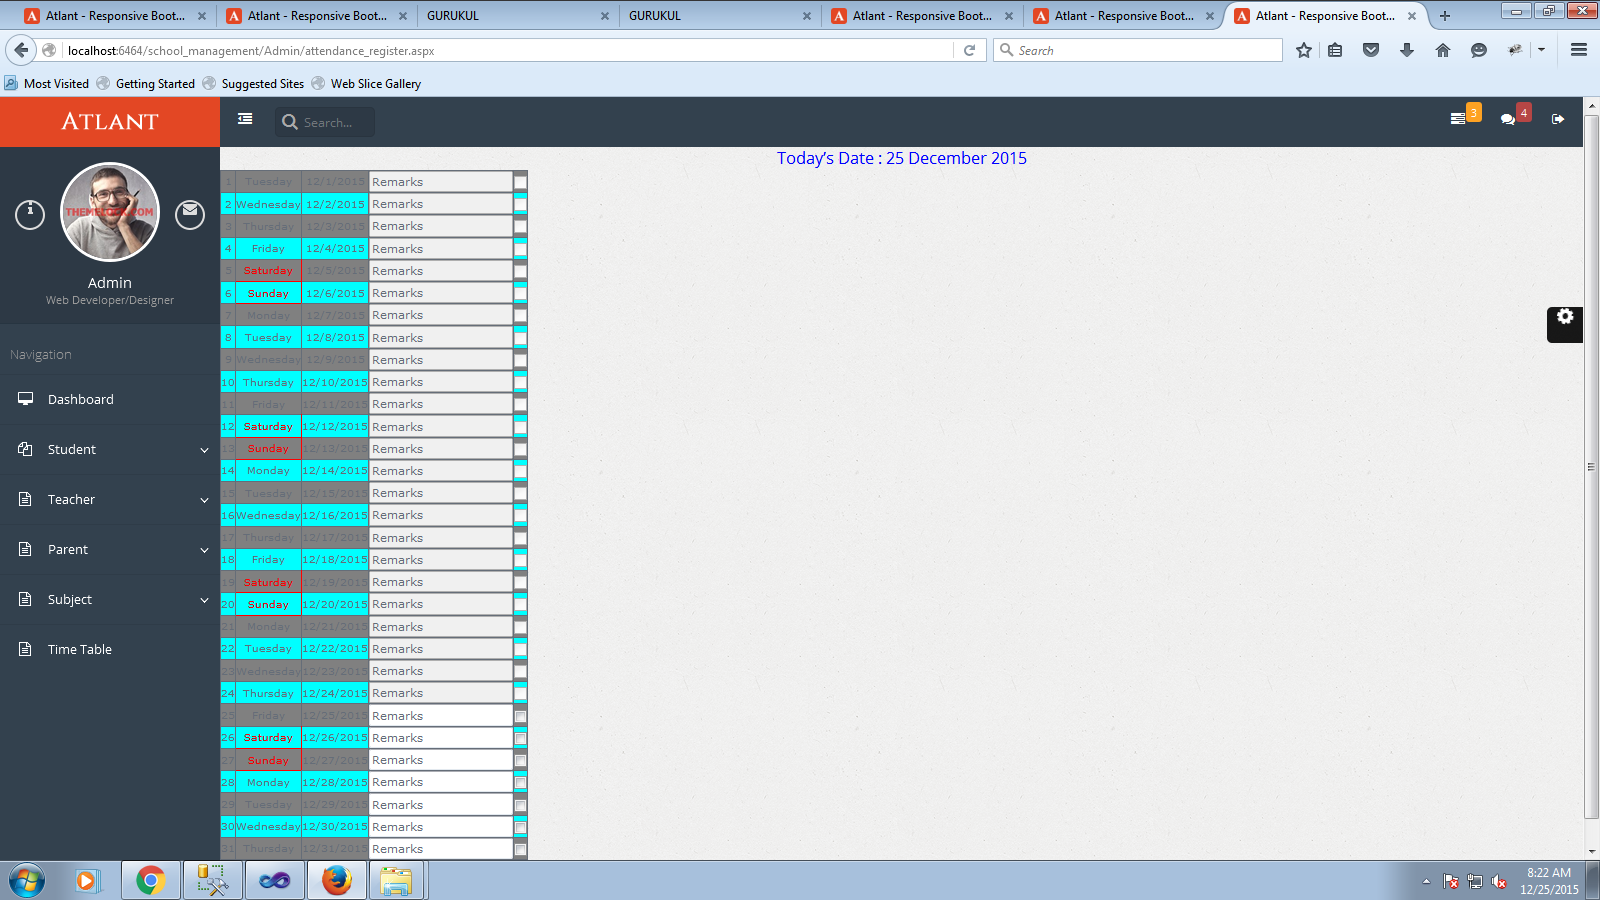 Atlant - Responsive Boot...
Atlant - Responsive Boot...
GURUKUL
GURUKUL
Atlant - Responsive Boot...
Atlant - Responsive Boot...
Atlant - Responsive Boot...
localhost:6464/school_management/Admin/attendance_register.aspx
Search
Most Visited
Getting Started
Suggested Sites
Web Slice Gallery
ATLANT
Search...
3
4
Today's Date : 25 December 2015
THEMELOCK.COM
Admin
Web Developer/Designer
Navigation
Dashboard
Student
Teacher
Parent
Subject
Time Table
1 Tuesday 12/1/2015 Remarks
2 Wednesday 12/2/2015 Remarks
3 Thursday 12/3/2015 Remarks
4 Friday 12/4/2015 Remarks
5 Saturday 12/5/2015 Remarks
6 Sunday 12/6/2015 Remarks
7 Monday 12/7/2015 Remarks
8 Tuesday 12/8/2015 Remarks
9 Wednesday 12/9/2015 Remarks
10 Thursday 12/10/2015 Remarks
11 Friday 12/11/2015 Remarks
12 Saturday 12/12/2015 Remarks
13 Sunday 12/13/2015 Remarks
14 Monday 12/14/2015 Remarks
15 Tuesday 12/15/2015 Remarks
16 Wednesday 12/16/2015 Remarks
17 Thursday 12/17/2015 Remarks
18 Friday 12/18/2015 Remarks
19 Saturday 12/19/2015 Remarks
20 Sunday 12/20/2015 Remarks
21 Monday 12/21/2015 Remarks
22 Tuesday 12/22/2015 Remarks
23 Wednesday 12/23/2015 Remarks
24 Thursday 12/24/2015 Remarks
25 Friday 12/25/2015 Remarks
26 Saturday 12/26/2015 Remarks
27 Sunday 12/27/2015 Remarks
28 Monday 12/28/2015 Remarks
29 Tuesday 12/29/2015 Remarks
30 Wednesday 12/30/2015 Remarks
31 Thursday 12/31/2015 Remarks
8:22 AM
12/25/2015